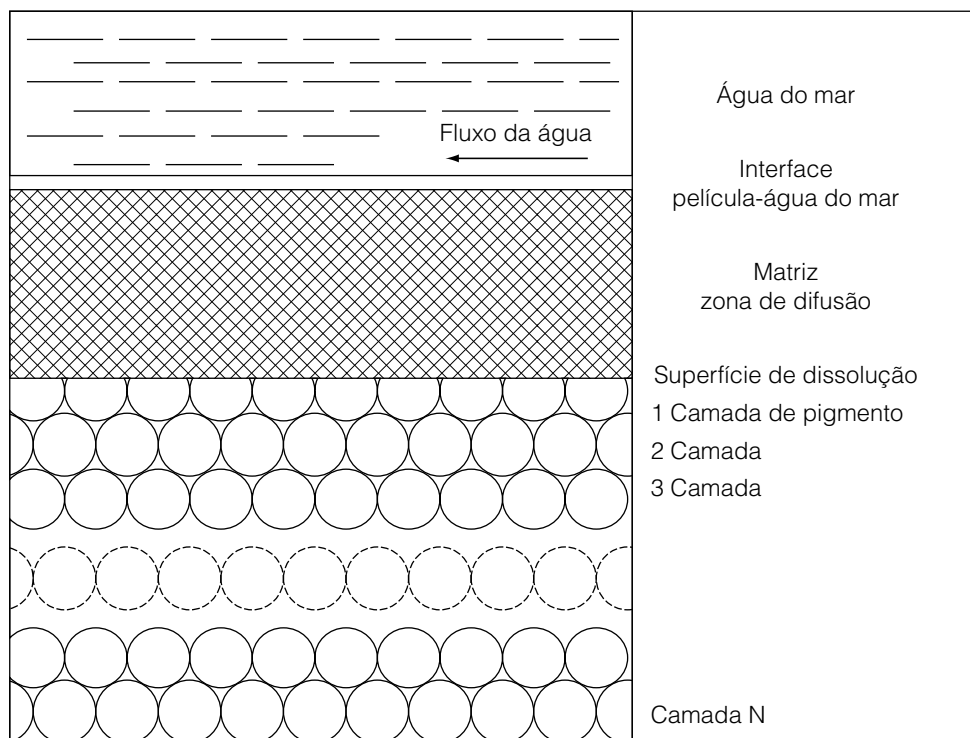 Água do mar
Fluxo da água
Interface
película-água do mar
Matriz
zona de difusão
Superfície de dissolução
1 Camada de pigmento
2 Camada
3 Camada
Camada N